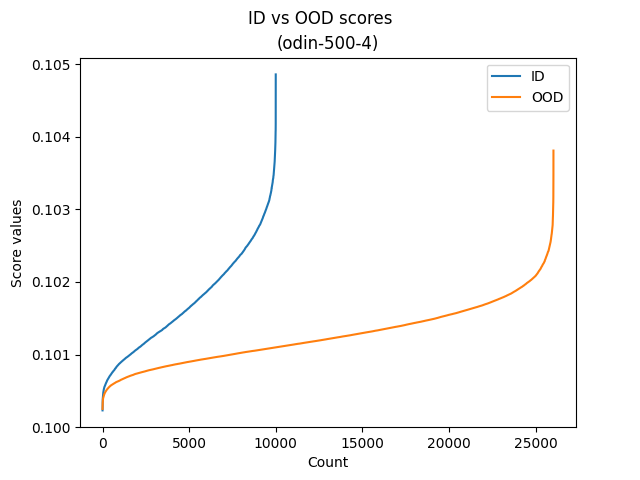 ID vs OOD scores
(odin-500-4)
ID
OOD
Score values
0.105
0.104
0.103
0.102
0.101
0.100
0
5000
10000
15000
20000
25000
Count